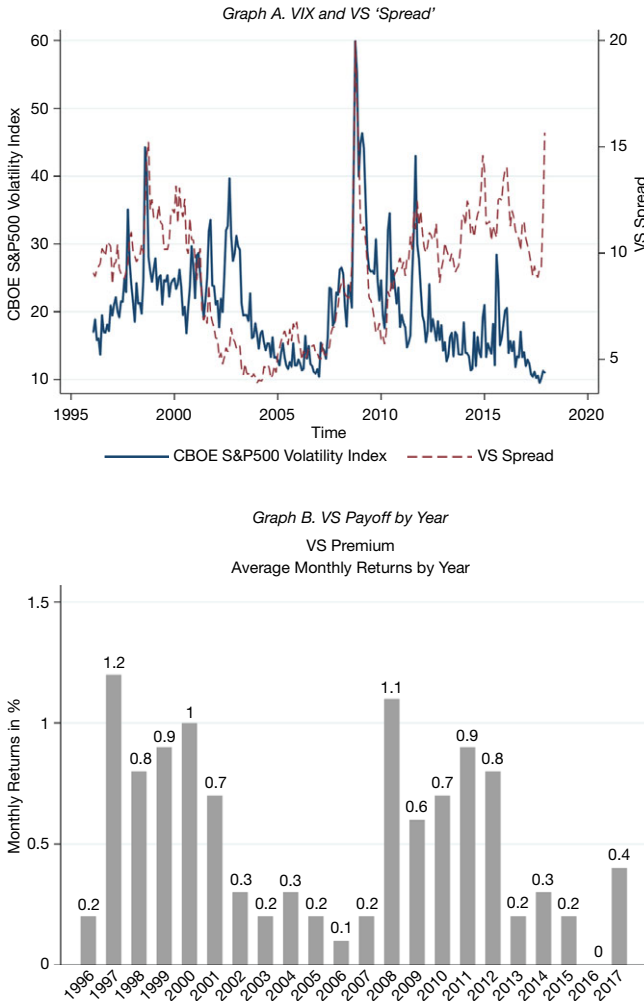 Graph A. VIX and VS ‘Spread’
60
50
40
30
20
10
CBOE S&P500 Volatility Index
20
15
10
5
VS Spread
1995 2000 2005 2010 2015 2020
Time
CBOE S&P500 Volatility Index VS Spread
Graph B. VS Payoff by Year
VS Premium
Average Monthly Returns by Year
1.5
1
0.5
0
Monthly Returns in %
0.2 1.2 0.8 0.9 1 0.7 0.3 0.2 0.3 0.2 0.1 0.2 1.1 0.6 0.7 0.9 0.8 0.2 0.3 0.2 0 0.4
1996 1997 1998 1999 2000 2001 2002 2003 2004 2005 2006 2007 2008 2009 2010 2011 2012 2013 2014 2015 2016 2017